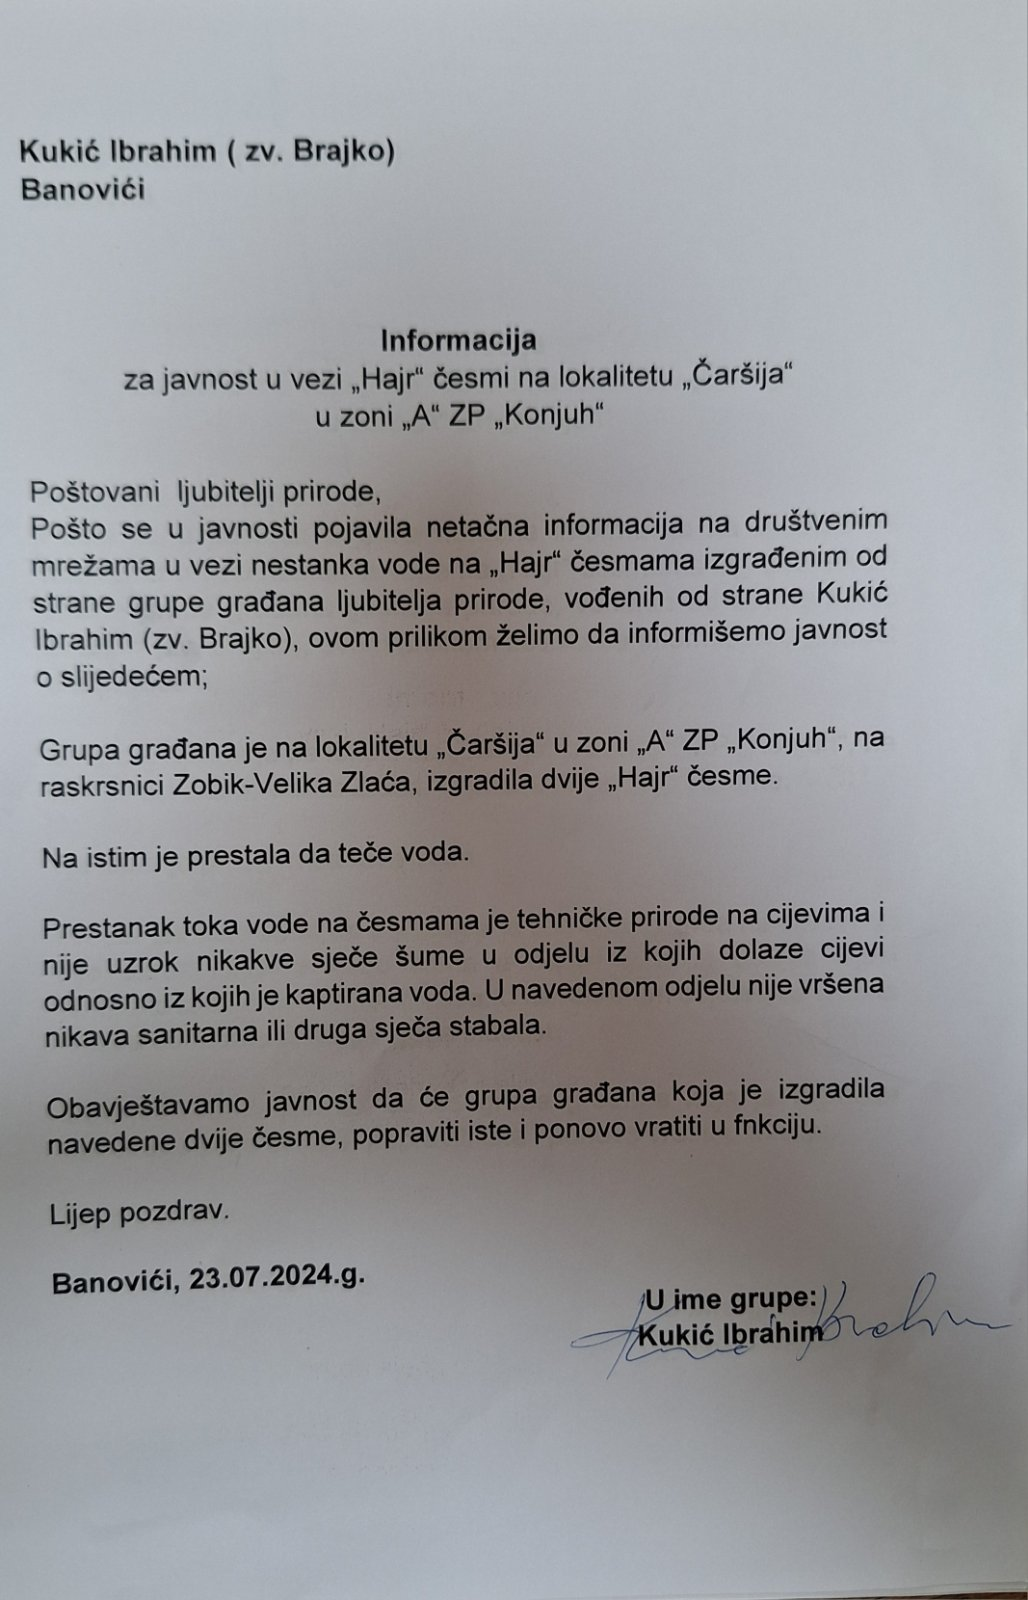 Kukić Ibrahim ( zv. Brajko)
Banovići
Informacija
za javnost u vezi „Hajr“ česmi na lokalitetu „Čaršija“
u zoni „A“ ZP „Konjuh“
Poštovani ljubitelji prirode,
Pošto se u javnosti pojavila netačna informacija na društvenim
mrežama u vezi nestanka vode na „Hajr“ česmama izgrađenim od
strane grupe građana ljubitelja prirode, vođenih od strane Kukić
Ibrahim (zv. Brajko), ovom prilikom želimo da informišemo javnost
o slijedećem;
Grupa građana je na lokalitetu „Čaršija“ u zoni „A“ ZP „Konjuh“, na
raskrsnici Zobik-Velika Zlaća, izgradila dvije „Hajr“ česme.
Na istim je prestala da teče voda.
Prestanak toka vode na česmama je tehničke prirode na cijevima i
nije uzrok nikakve sječe šume u odjelu iz kojih dolaze cijevi
odnosno iz kojih je kaptirana voda. U navedenom odjelu nije vršena
nikava sanitarna ili druga sječa stabala.
Obavještavamo javnost da će grupa građana koja je izgradila
navedene dvije česme, popraviti iste i ponovo vratiti u fnkciju.
Lijep pozdrav.
Banovići, 23.07.2024.g.
U ime grupe:
Kukić Ibrahim